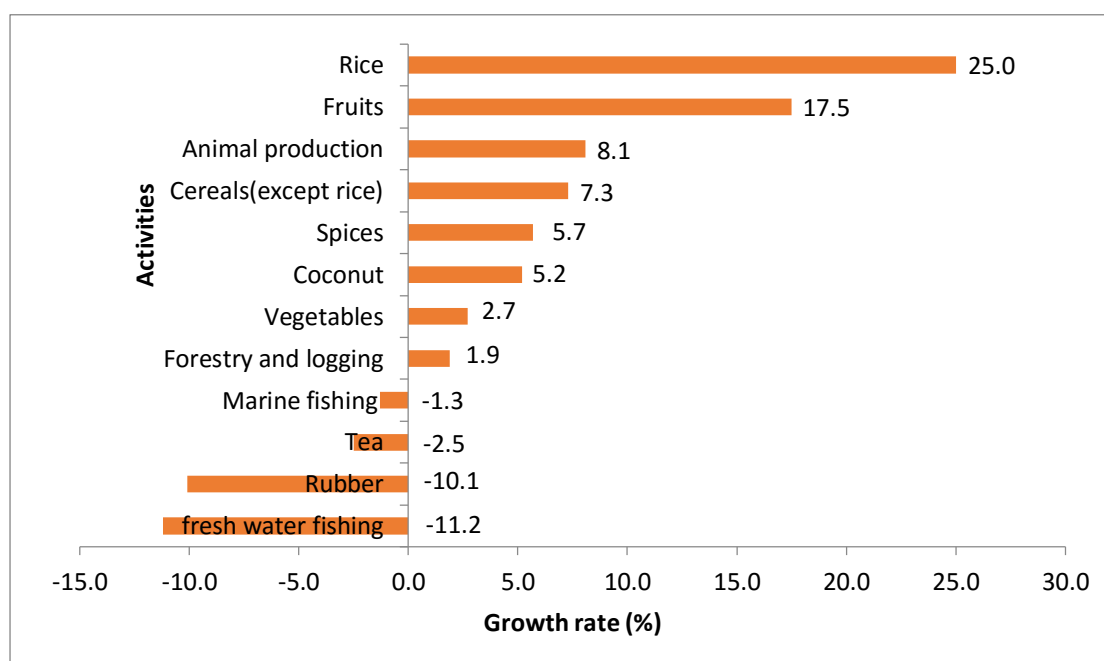 Rice 25.0
Fruits 17.5
Animal production 8.1
Cereals(except rice) 7.3
Spices 5.7
Coconut 5.2
Vegetables 2.7
Forestry and logging 1.9
Marine fishing -1.3
Tea -2.5
Rubber -10.1
fresh water fishing -11.2
Activities
-15.0 -10.0 -5.0 0.0 5.0 10.0 15.0 20.0 25.0 30.0
Growth rate (%)